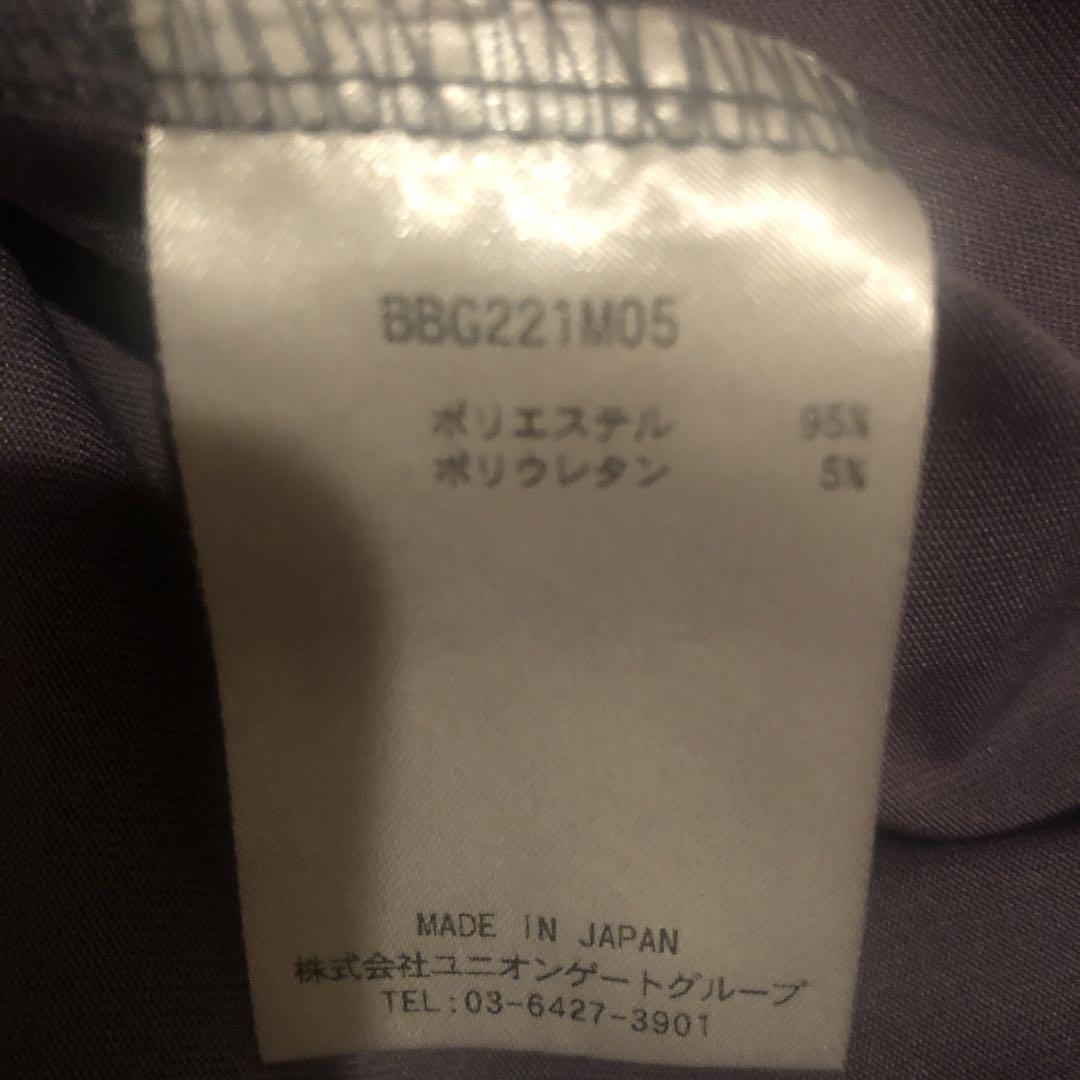 BBG221M05
ポリエステル 95%
ポリウレタン 5%
MADE IN JAPAN
株式会社ユニオンゲートグループ
TEL:03-6427-3901